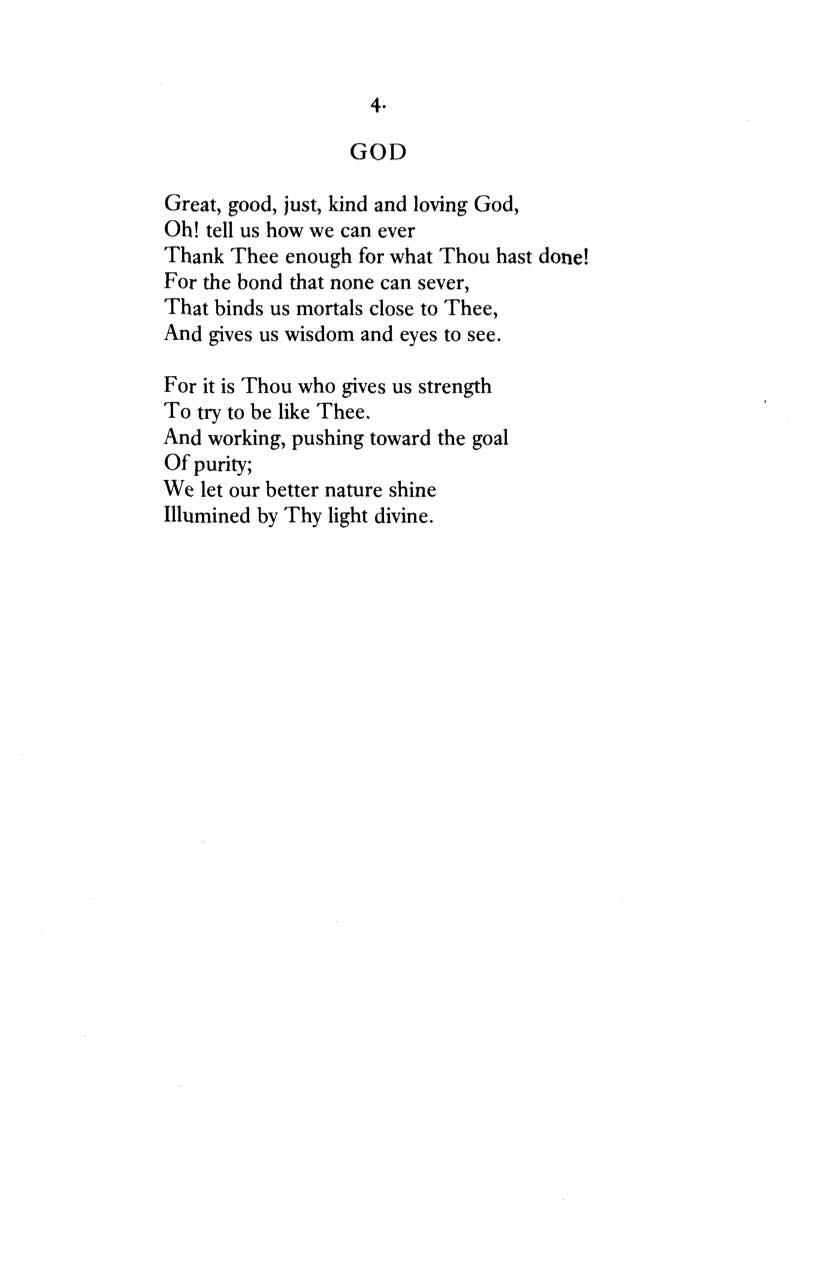 4.
GOD
Great, good, just, kind and loving God,
Oh! tell us how we can ever
Thank Thee enough for what Thou hast done!
For the bond that none can sever,
That binds us mortals close to Thee,
And gives us wisdom and eyes to see.
For it is Thou who gives us strength
To try to be like Thee.
And working, pushing toward the goal
Of purity;
We let our better nature shine
Illumined by Thy light divine.